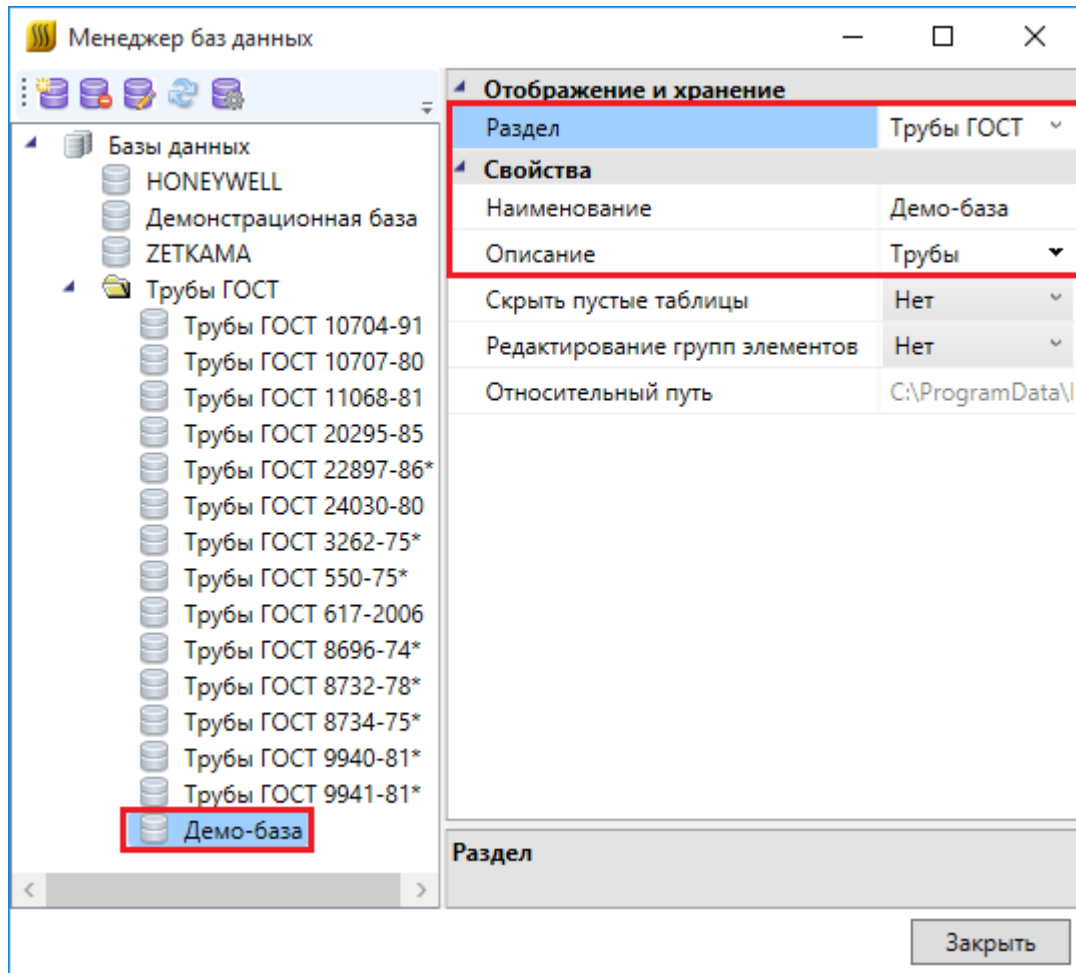 Менеджер баз данных
Базы данных
HONEYWELL
Демонстрационная база
ZETKAMA
Трубы ГОСТ
Трубы ГОСТ 10704-91
Трубы ГОСТ 10707-80
Трубы ГОСТ 11068-81
Трубы ГОСТ 20295-85
Трубы ГОСТ 22897-86*
Трубы ГОСТ 24030-80
Трубы ГОСТ 3262-75*
Трубы ГОСТ 550-75*
Трубы ГОСТ 617-2006
Трубы ГОСТ 8696-74*
Трубы ГОСТ 8732-78*
Трубы ГОСТ 8734-75*
Трубы ГОСТ 9940-81*
Трубы ГОСТ 9941-81*
Демо-база
Отображение и хранение
Раздел Трубы ГОСТ
Свойства
Наименование Демо-база
Описание Трубы
Скрыть пустые таблицы Нет
Редактирование групп элементов Нет
Относительный путь C:\ProgramData\
Раздел
Закрыть